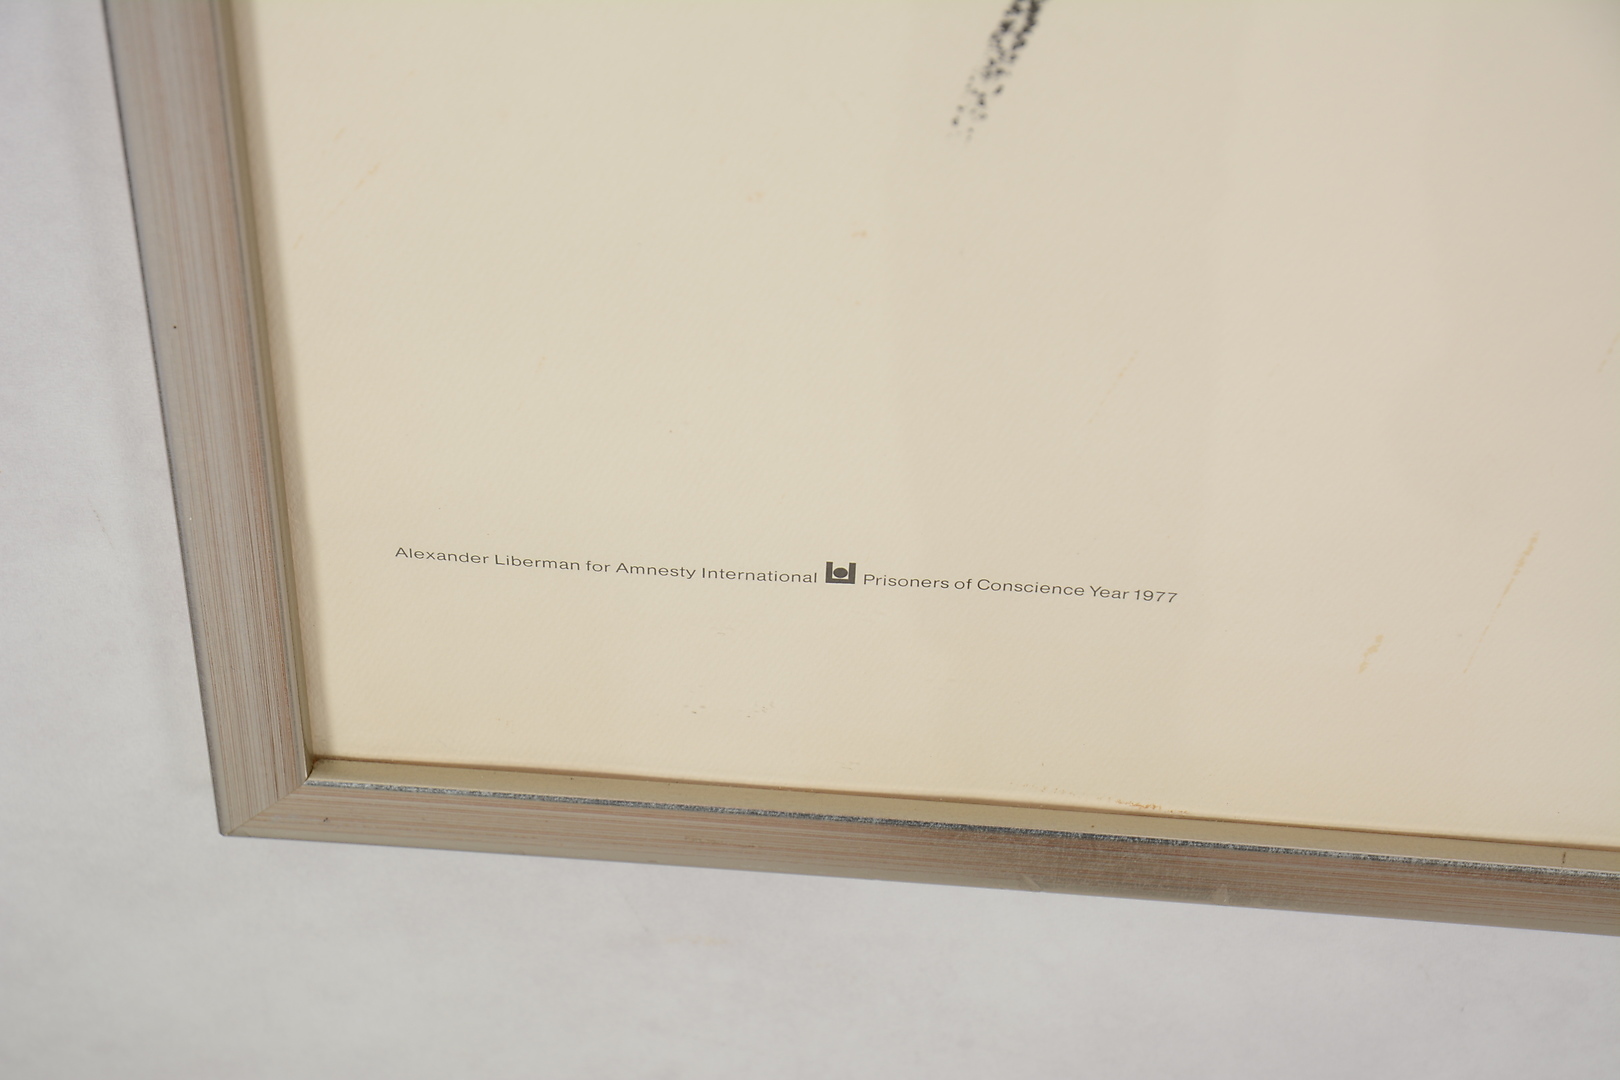 Alexander Liberman for Amnesty International Prisoners of Conscience Year 1977